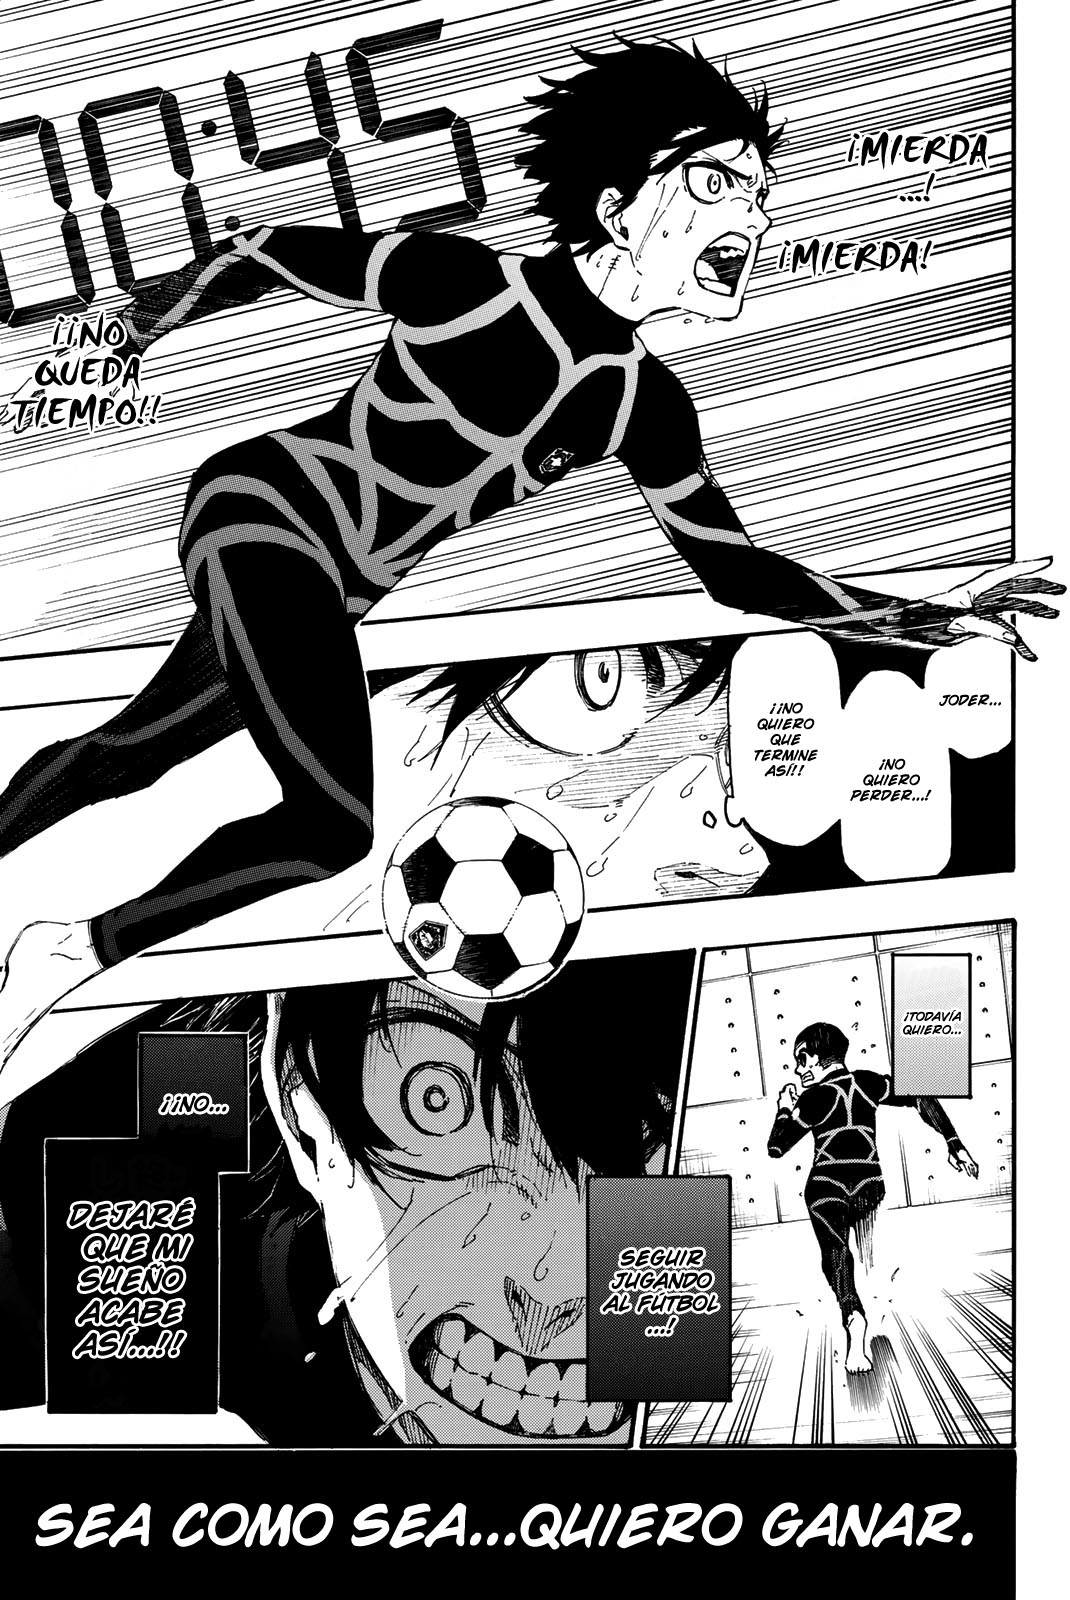 00:45
¡MIERDA
...!
¡MIERDA!
¡¡NO
QUEDA
TIEMPO!!
JODER...
¡NO
QUIERO
PERDER...!
¡¡NO
QUIERO
QUE
TERMINE
ASÍ!!
¡TODAVÍA
QUIERO...
SEGUIR
JUGANDO
AL FÚTBOL
...!
¡¡NO...
DEJARÉ
QUE MI
SUEÑO
ACABE
ASÍ...!!
SEA COMO SEA...QUIERO GANAR.